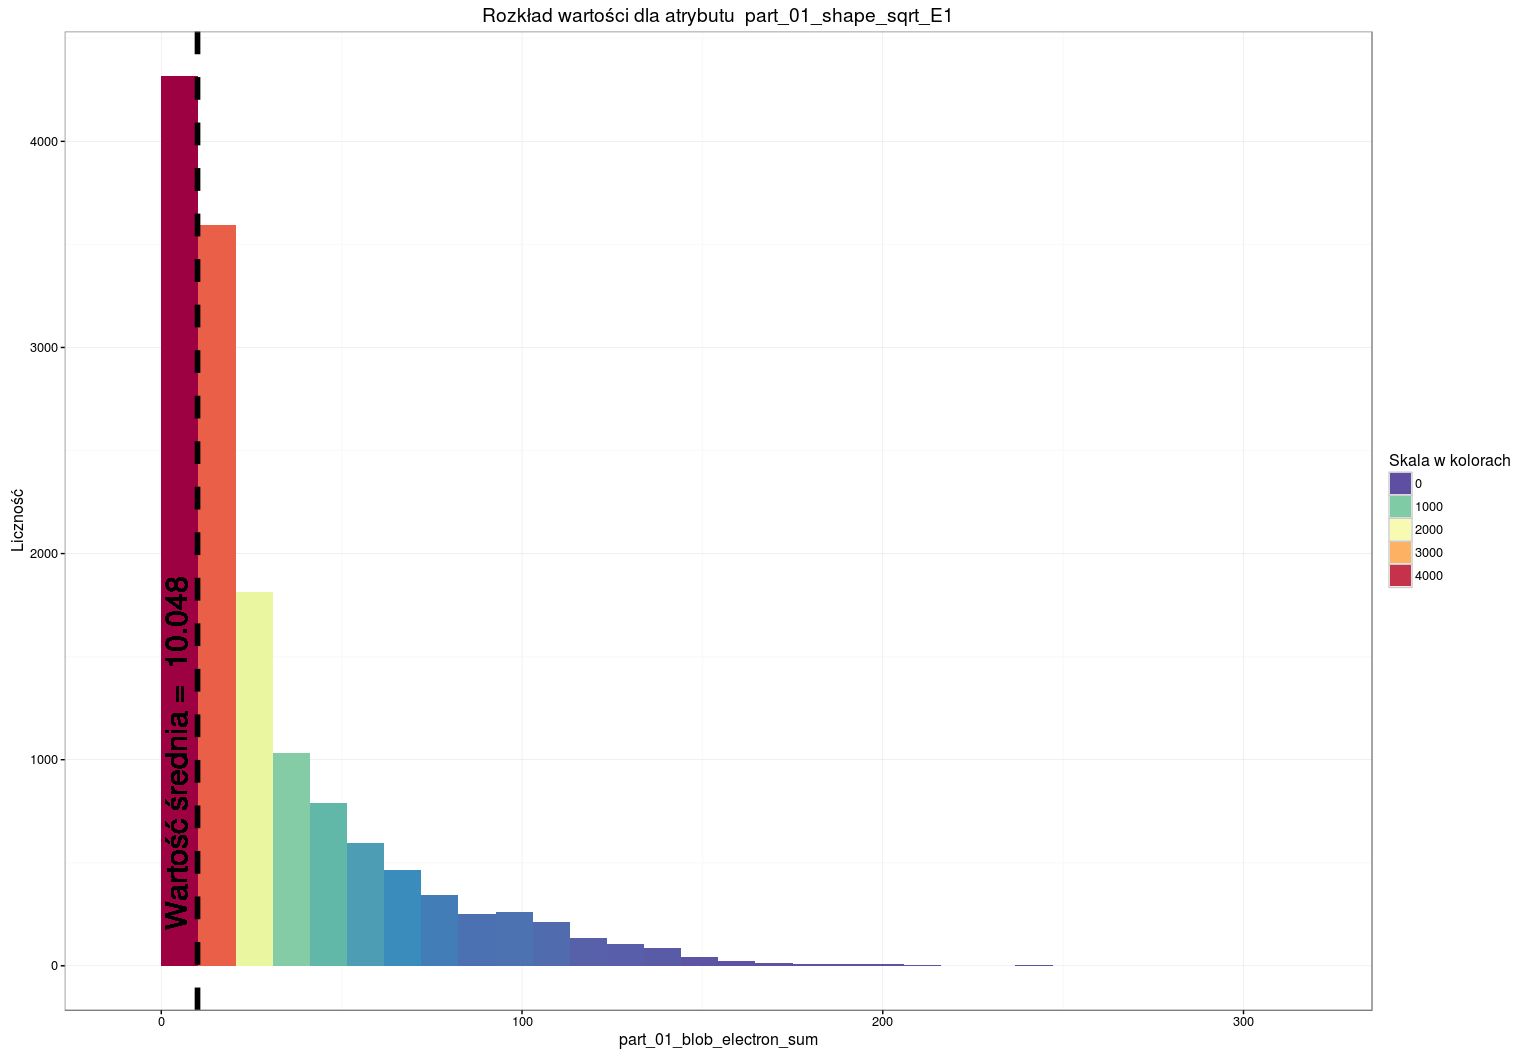 Rozkład wartości dla atrybutu  part_01_shape_sqrt_E1
Liczność
4000
3000
2000
1000
0
Wartość średnia =  10.048
0
100
200
300
part_01_blob_electron_sum
Skala w kolorach
0
1000
2000
3000
4000